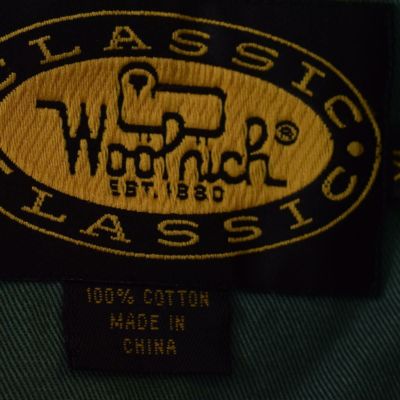 CLASSIC
Woolrich®
EST. 1830
CLASSIC
100% COTTON
MADE IN
CHINA